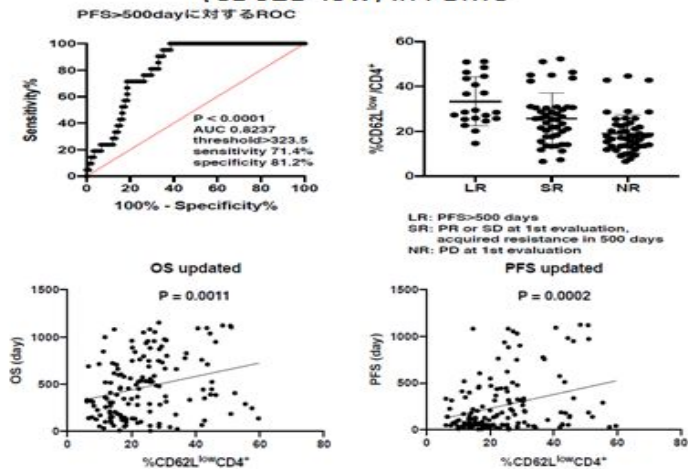 PFS>500dayに対するROC
100
80
60
40
20
0
Sensitivity%
P < 0.0001
AUC 0.8237
threshold>323.5
sensitivity 71.4%
specificity 81.2%
0 20 40 60 80 100
100% - Specificity%
60
40
20
0
%CD62Llow/CD4+
LR SR NR
LR: PFS>500 days
SR: PR or SD at 1st evaluation,
acquired resistance in 500 days
NR: PD at 1st evaluation
OS updated
P = 0.0011
1500
1000
500
0
OS (day)
0 20 40 60 80
%CD62LlowCD4+
PFS updated
P = 0.0002
1500
1000
500
0
PFS (day)
0 20 40 60 80
%CD62LlowCD4+